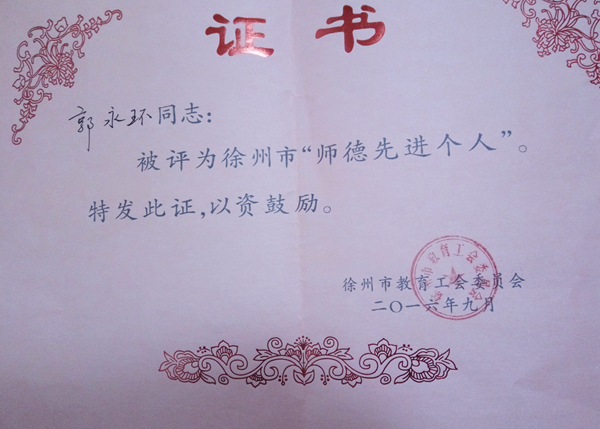 证书
郭永环同志：
被评为徐州市“师德先进个人”。
特发此证，以资鼓励。
徐州市教育工会委员会
二〇一六年九月